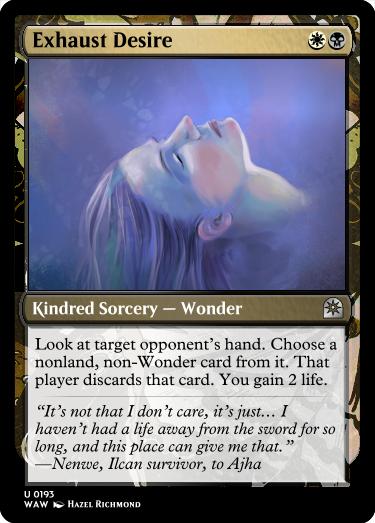 Exhaust Desire
Kindred Sorcery — Wonder
Look at target opponent's hand. Choose a
nonland, non-Wonder card from it. That
player discards that card. You gain 2 life.
“It's not that I don't care, it's just… I
haven't had a life away from the sword for so
long, and this place can give me that.”
—Nenwe, Ilcan survivor, to Ajha
U 0193
WAW Hazel Richmond